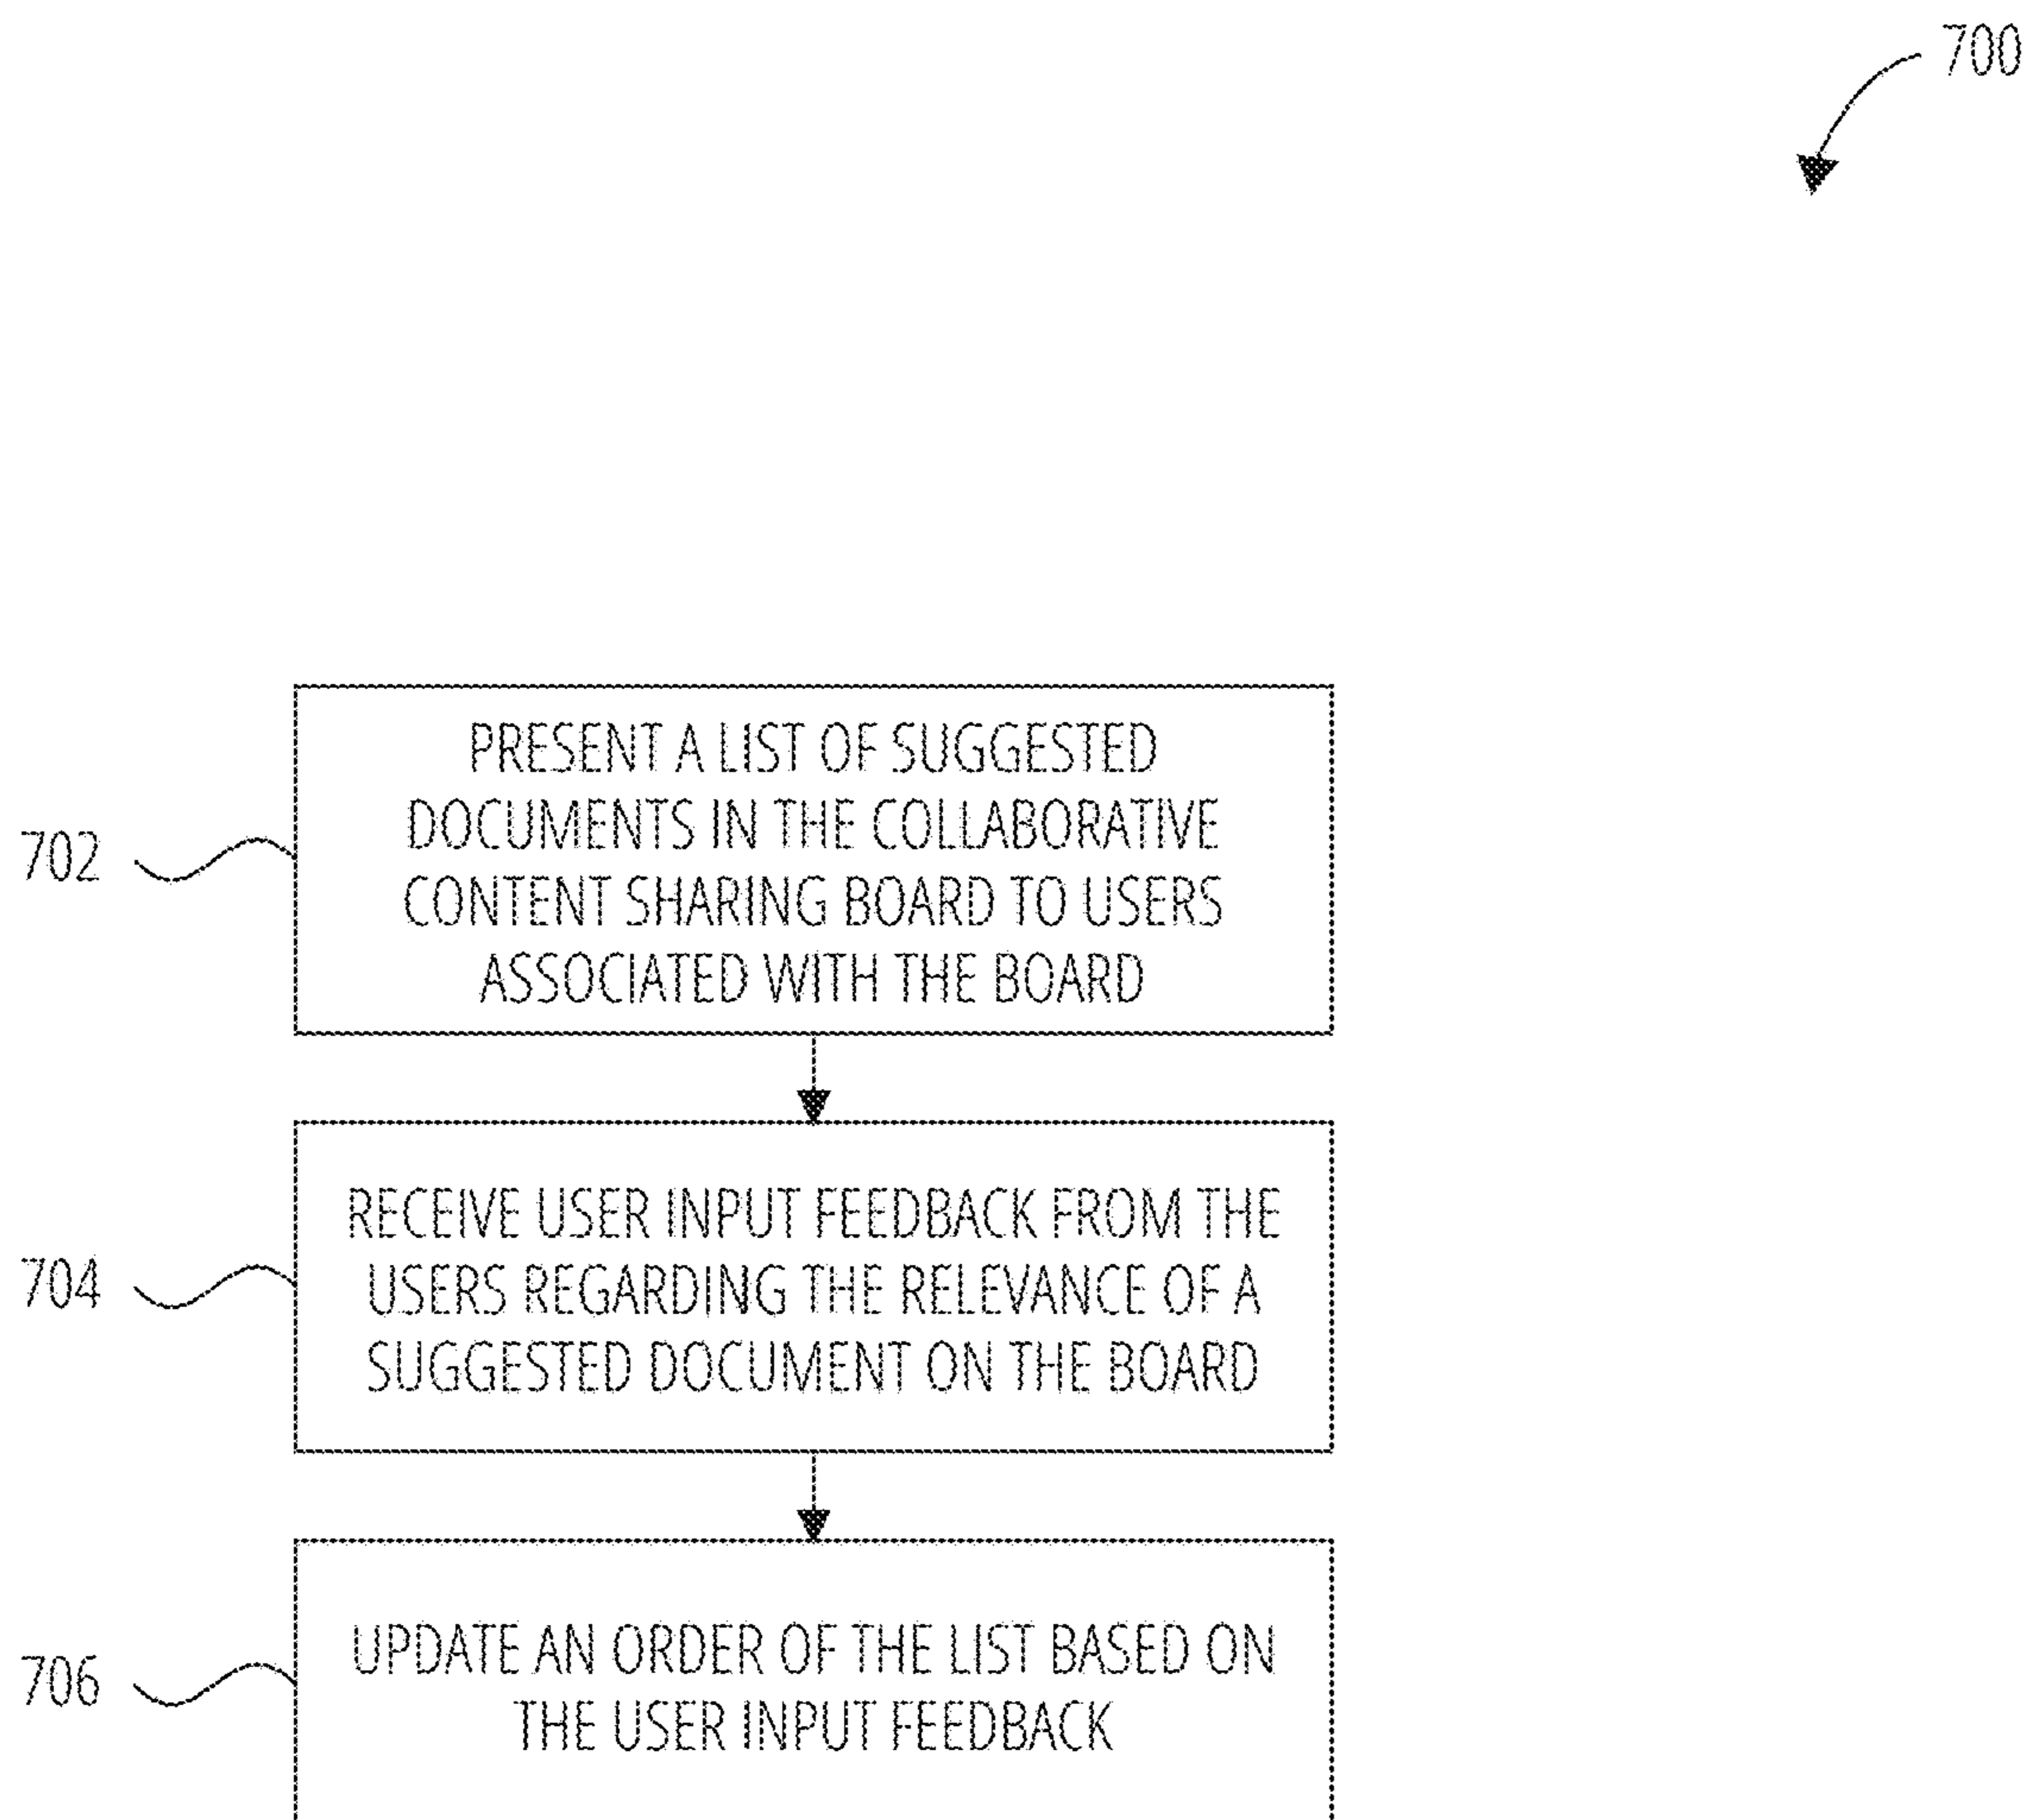 700
PRESENT A LIST OF SUGGESTED
DOCUMENTS IN THE COLLABORATIVE
CONTENT SHARING BOARD TO USERS
ASSOCIATED WITH THE BOARD
702
RECEIVE USER INPUT FEEDBACK FROM THE
USERS REGARDING THE RELEVANCE OF A
SUGGESTED DOCUMENT ON THE BOARD
704
UPDATE AN ORDER OF THE LIST BASED ON
THE USER INPUT FEEDBACK
706